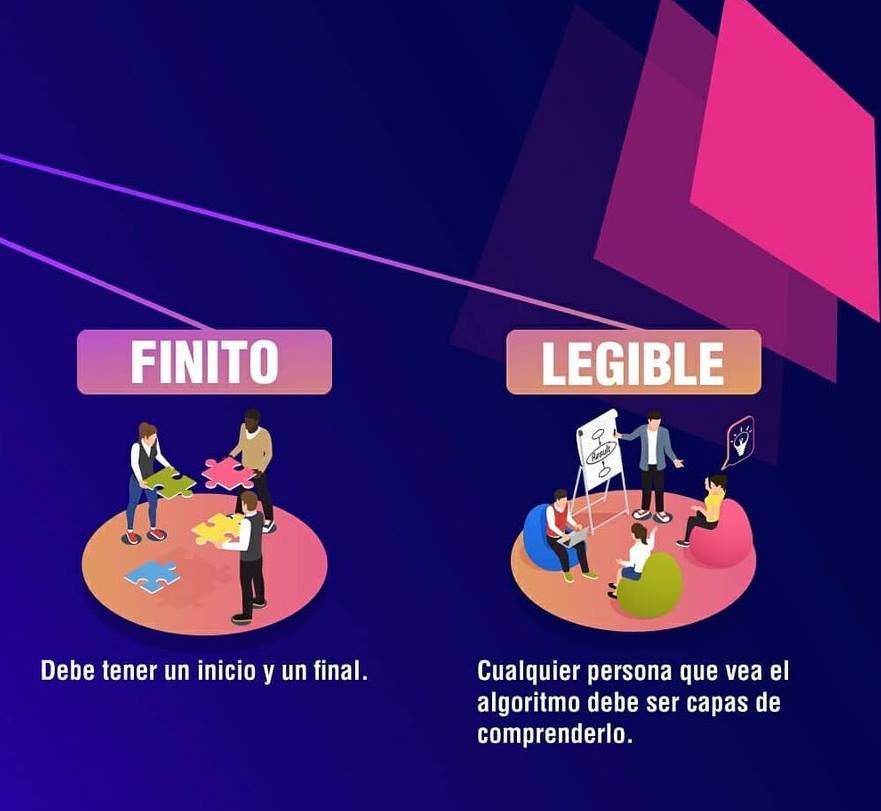 FINITO
LEGIBLE
Result
Debe tener un inicio y un final.
Cualquier persona que vea el
algoritmo debe ser capas de
comprenderlo.